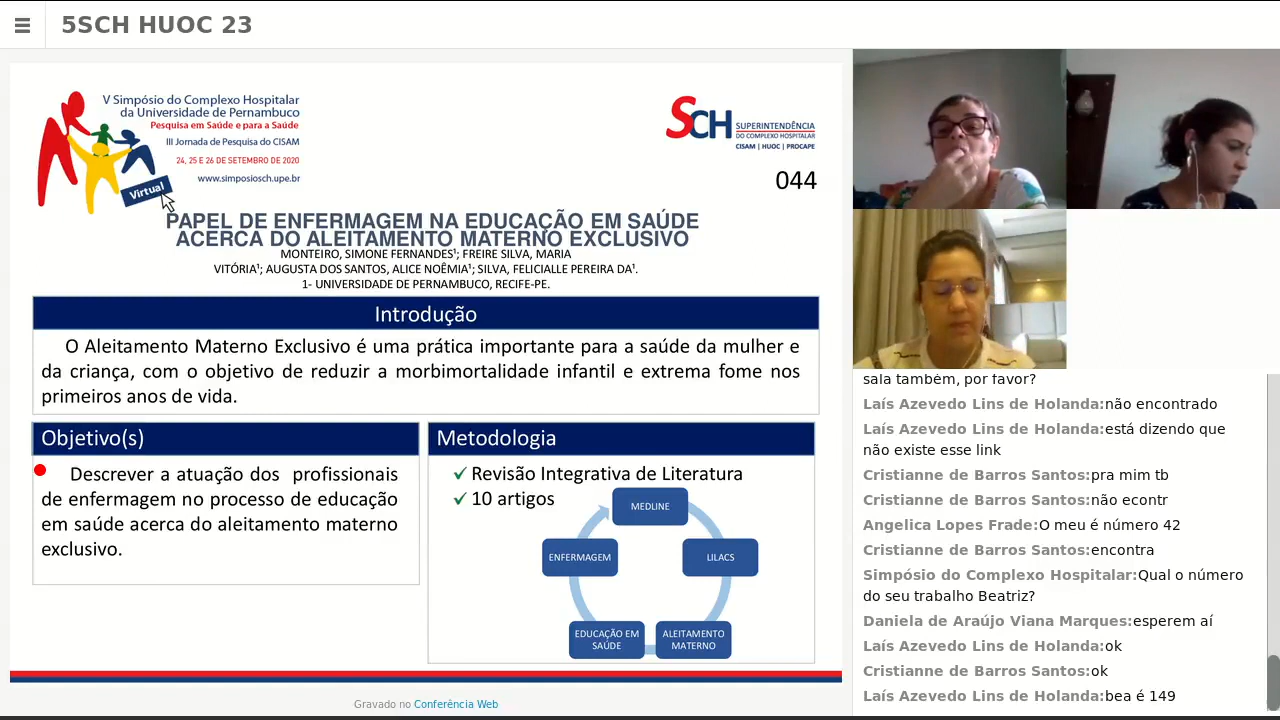 5SCH HUOC 23
V Simpósio do Complexo Hospitalar
da Universidade de Pernambuco
Pesquisa em Saúde e para a Saúde
III Jornada de Pesquisa do CISAM
24, 25 E 26 DE SETEMBRO DE 2020
www.simposiosch.upe.br
Virtual
SCH SUPERINTENDÊNCIA
DO COMPLEXO HOSPITALAR
CISAM | HUOC | PROCAPE
044
PAPEL DE ENFERMAGEM NA EDUCAÇÃO EM SAÚDE
ACERCA DO ALEITAMENTO MATERNO EXCLUSIVO
MONTEIRO, SIMONE FERNANDES¹; FREIRE SILVA, MARIA
VITÓRIA¹; AUGUSTA DOS SANTOS, ALICE NOÊMIA¹; SILVA, FELICIALLE PEREIRA DA¹.
1- UNIVERSIDADE DE PERNAMBUCO, RECIFE-PE.
Introdução
O Aleitamento Materno Exclusivo é uma prática importante para a saúde da mulher e
da criança, com o objetivo de reduzir a morbimortalidade infantil e extrema fome nos
primeiros anos de vida.
Objetivo(s)
Descrever a atuação dos profissionais
de enfermagem no processo de educação
em saúde acerca do aleitamento materno
exclusivo.
Metodologia
✓ Revisão Integrativa de Literatura
✓ 10 artigos
MEDLINE
LILACS
ALEITAMENTO
MATERNO
EDUCAÇÃO EM
SAÚDE
ENFERMAGEM
Gravado no Conferência Web
sala também, por favor?
Laís Azevedo Lins de Holanda:não encontrado
Laís Azevedo Lins de Holanda:está dizendo que
não existe esse link
Cristianne de Barros Santos:pra mim tb
Cristianne de Barros Santos:não econtr
Angelica Lopes Frade:O meu é número 42
Cristianne de Barros Santos:encontra
Simpósio do Complexo Hospitalar:Qual o número
do seu trabalho Beatriz?
Daniela de Araújo Viana Marques:esperem aí
Laís Azevedo Lins de Holanda:ok
Cristianne de Barros Santos:ok
Laís Azevedo Lins de Holanda:bea é 149